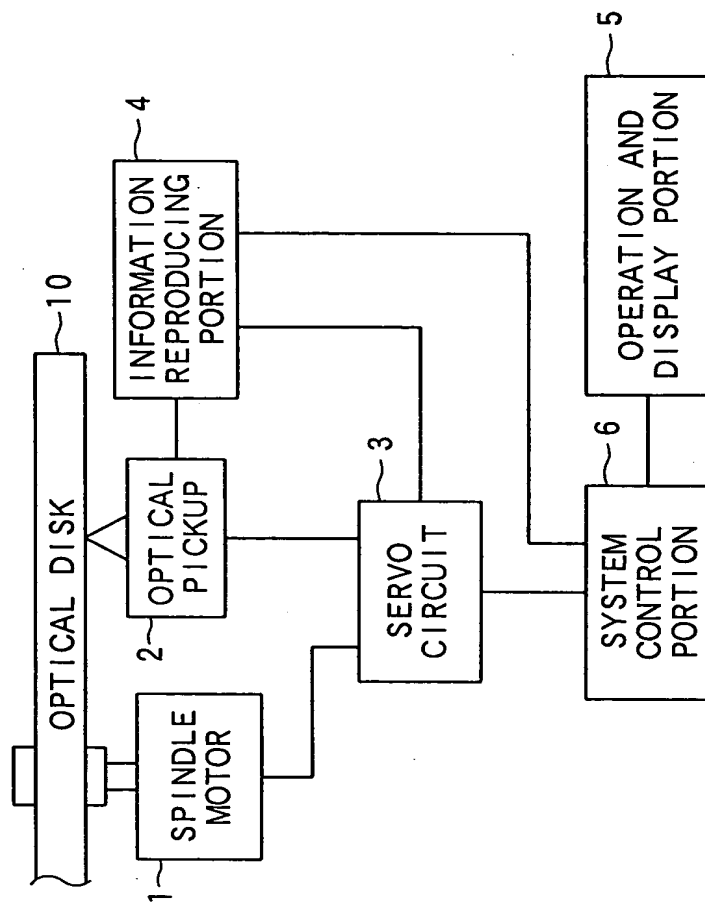 10
OPTICAL DISK
4
INFORMATION
REPRODUCING
PORTION
2
OPTICAL
PICKUP
1
SPINDLE
MOTOR
3
SERVO
CIRCUIT
6
SYSTEM
CONTROL
PORTION
5
OPERATION AND
DISPLAY PORTION